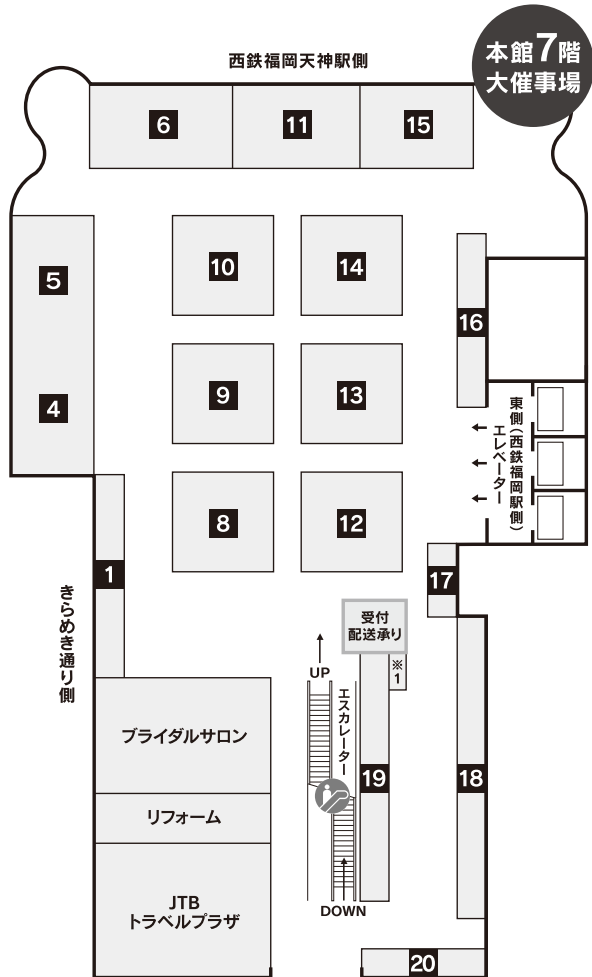 本館7階
大催事場
西鉄福岡天神駅側
6
11
15
5
10
14
16
4
9
13
東側（西鉄福岡駅側）
エレベーター
8
12
1
17
きらめき通り側
受付
配送承り
※1
UP
エスカレーター
ブライダルサロン
19
18
リフォーム
JTB
トラベルプラザ
DOWN
20